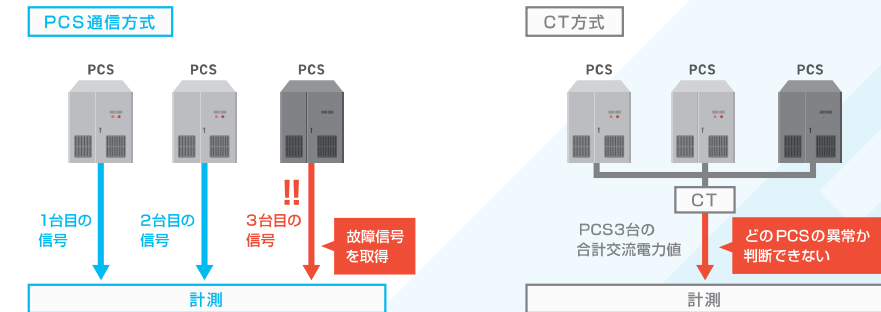 PCS通信方式
PCS
PCS
PCS
!!
1台目の
信号
2台目の
信号
3台目の
信号
故障信号
を取得
計測
CT方式
PCS
PCS
PCS
CT
PCS3台の
合計交流電力値
どのPCSの異常か
判断できない
計測